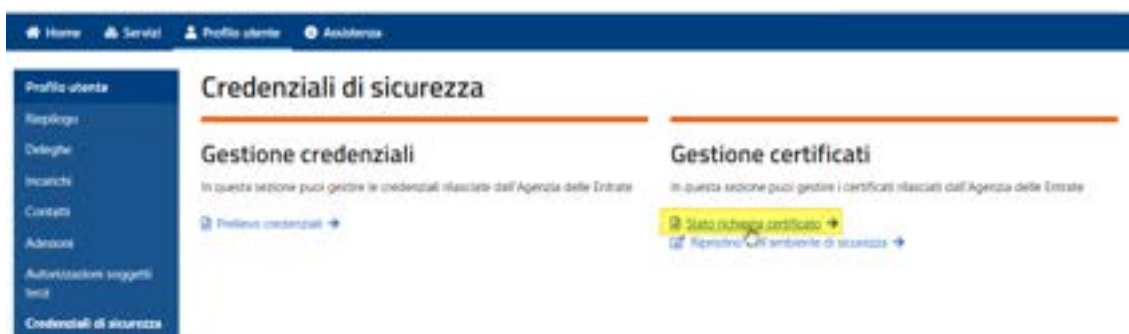 Home Servizi Profilo utente Assistenza
Profilo utente
Riepilogo
Deleghe
Incarichi
Contatti
Adesioni
Autorizzazioni soggetti
terzi
Credenziali di sicurezza
Credenziali di sicurezza
Gestione credenziali
In questa sezione puoi gestire le credenziali rilasciate dall'Agenzia delle Entrate
Prelievo credenziali
Gestione certificati
In questa sezione puoi gestire i certificati rilasciati dall'Agenzia delle Entrate
Stato richiesta certificato
Ripristino ambiente di sicurezza